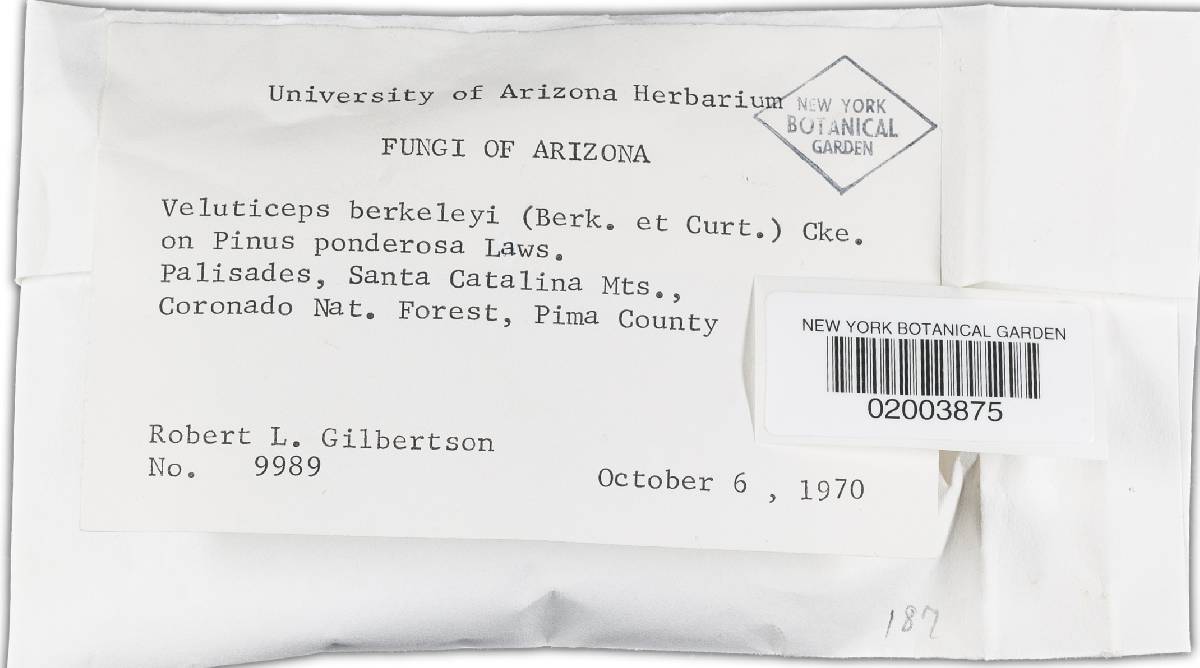 University of Arizona Herbarium
NEW YORK
BOTANICAL
GARDEN
FUNGI OF ARIZONA
Veluticeps berkeleyi (Berk. et Curt.) Cke.
on Pinus ponderosa Laws.
Palisades, Santa Catalina Mts.,
Coronado Nat. Forest, Pima County
NEW YORK BOTANICAL GARDEN
02003875
Robert L. Gilbertson
No. 9989
October 6 , 1970
187